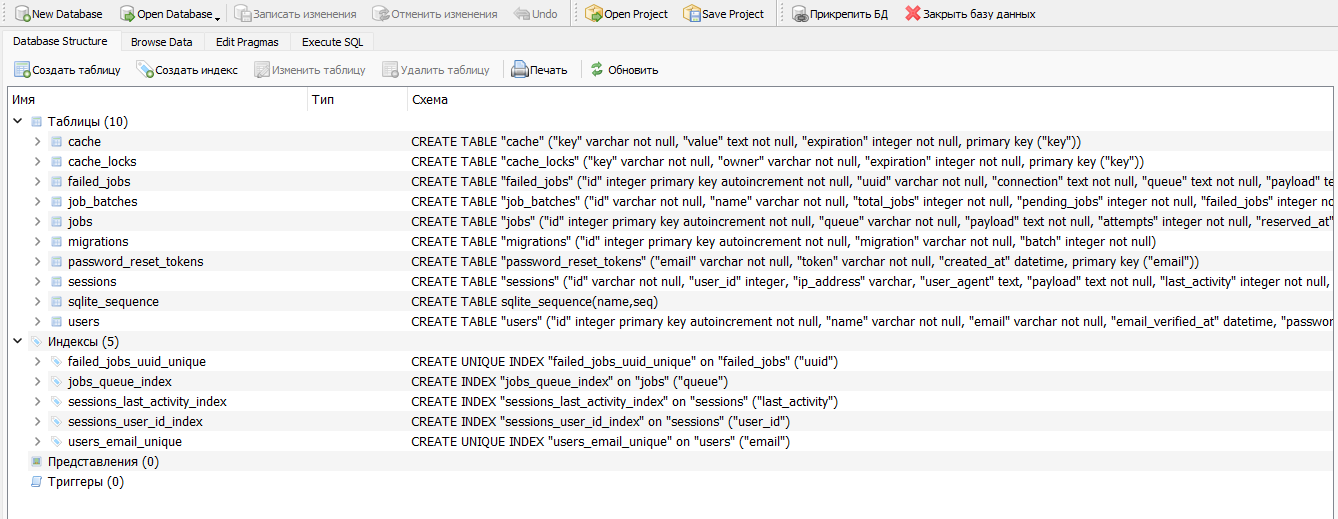 New Database Open Database Записать изменения Отменить изменения Undo Open Project Save Project Прикрепить БД Закрыть базу данных
Database Structure Browse Data Edit Pragmas Execute SQL
Создать таблицу Создать индекс Изменить таблицу Удалить таблицу Печать Обновить
Имя Тип Схема
Таблицы (10)
cache CREATE TABLE "cache" ("key" varchar not null, "value" text not null, "expiration" integer not null, primary key ("key"))
cache_locks CREATE TABLE "cache_locks" ("key" varchar not null, "owner" varchar not null, "expiration" integer not null, primary key ("key"))
failed_jobs CREATE TABLE "failed_jobs" ("id" integer primary key autoincrement not null, "uuid" varchar not null, "connection" text not null, "queue" text not null, "payload" te
job_batches CREATE TABLE "job_batches" ("id" varchar not null, "name" varchar not null, "total_jobs" integer not null, "pending_jobs" integer not null, "failed_jobs" integer no
jobs CREATE TABLE "jobs" ("id" integer primary key autoincrement not null, "queue" varchar not null, "payload" text not null, "attempts" integer not null, "reserved_at"
migrations CREATE TABLE "migrations" ("id" integer primary key autoincrement not null, "migration" varchar not null, "batch" integer not null)
password_reset_tokens CREATE TABLE "password_reset_tokens" ("email" varchar not null, "token" varchar not null, "created_at" datetime, primary key ("email"))
sessions CREATE TABLE "sessions" ("id" varchar not null, "user_id" integer, "ip_address" varchar, "user_agent" text, "payload" text not null, "last_activity" integer not null,
sqlite_sequence CREATE TABLE sqlite_sequence(name,seq)
users CREATE TABLE "users" ("id" integer primary key autoincrement not null, "name" varchar not null, "email" varchar not null, "email_verified_at" datetime, "passwor
Индексы (5)
failed_jobs_uuid_unique CREATE UNIQUE INDEX "failed_jobs_uuid_unique" on "failed_jobs" ("uuid")
jobs_queue_index CREATE INDEX "jobs_queue_index" on "jobs" ("queue")
sessions_last_activity_index CREATE INDEX "sessions_last_activity_index" on "sessions" ("last_activity")
sessions_user_id_index CREATE INDEX "sessions_user_id_index" on "sessions" ("user_id")
users_email_unique CREATE UNIQUE INDEX "users_email_unique" on "users" ("email")
Представления (0)
Триггеры (0)